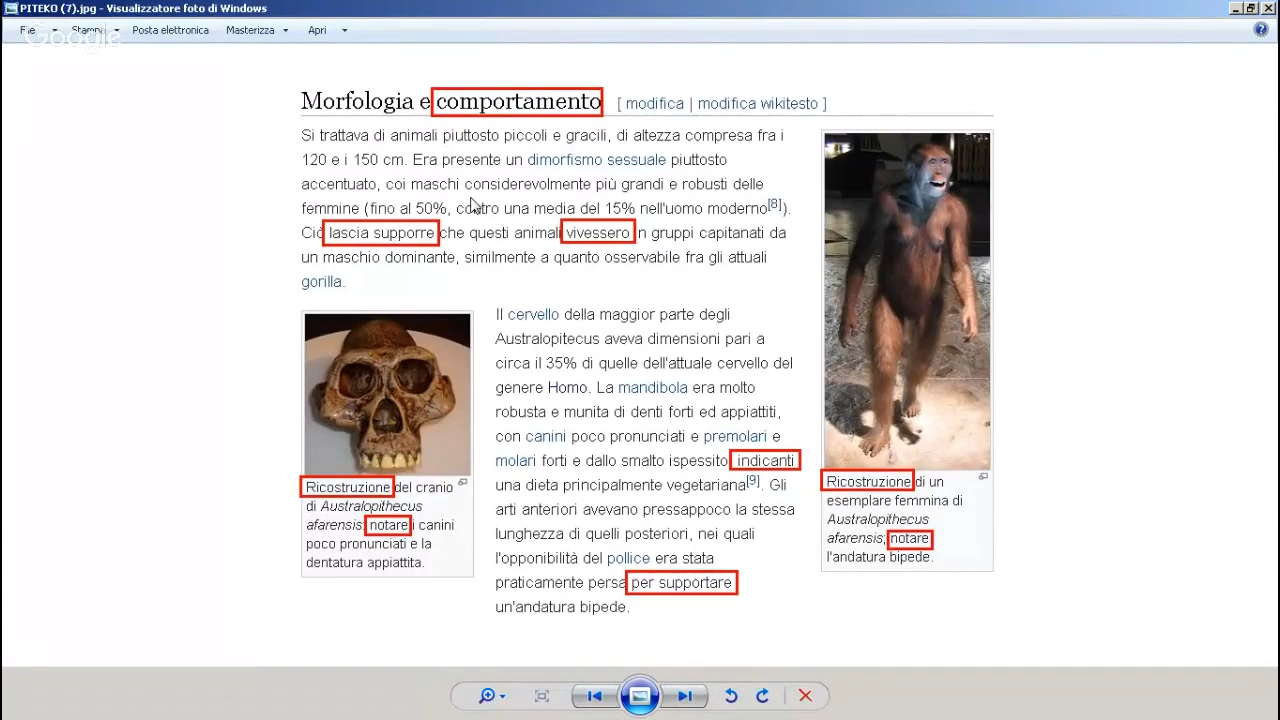 PITEKO (7).jpg - Visualizzatore foto di Windows
File Stampa Posta elettronica Masterizza Apri
Google
Morfologia e comportamento [ modifica | modifica wikitesto ]
Si trattava di animali piuttosto piccoli e gracili, di altezza compresa fra i
120 e i 150 cm. Era presente un dimorfismo sessuale piuttosto
accentuato, coi maschi considerevolmente più grandi e robusti delle
femmine (fino al 50%, contro una media del 15% nell'uomo moderno[8]).
Ciò lascia supporre che questi animali vivessero in gruppi capitanati da
un maschio dominante, similmente a quanto osservabile fra gli attuali
gorilla.
Il cervello della maggior parte degli
Australopitecus aveva dimensioni pari a
circa il 35% di quelle dell'attuale cervello del
genere Homo. La mandibola era molto
robusta e munita di denti forti ed appiattiti,
con canini poco pronunciati e premolari e
molari forti e dallo smalto ispessito indicanti
una dieta principalmente vegetariana[9]. Gli
arti anteriori avevano pressappoco la stessa
lunghezza di quelli posteriori, nei quali
l'opponibilità del pollice era stata
praticamente persa per supportare
un'andatura bipede.
Ricostruzione del cranio
di Australopithecus
afarensis; notare i canini
poco pronunciati e la
dentatura appiattita.
Ricostruzione di un
esemplare femmina di
Australopithecus
afarensis; notare
l'andatura bipede.